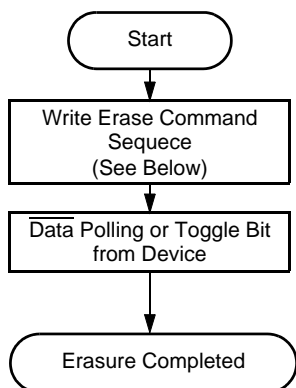 Start
Write Erase Command
Sequece
(See Below)
Data Polling or Toggle Bit
from Device
Erasure Completed